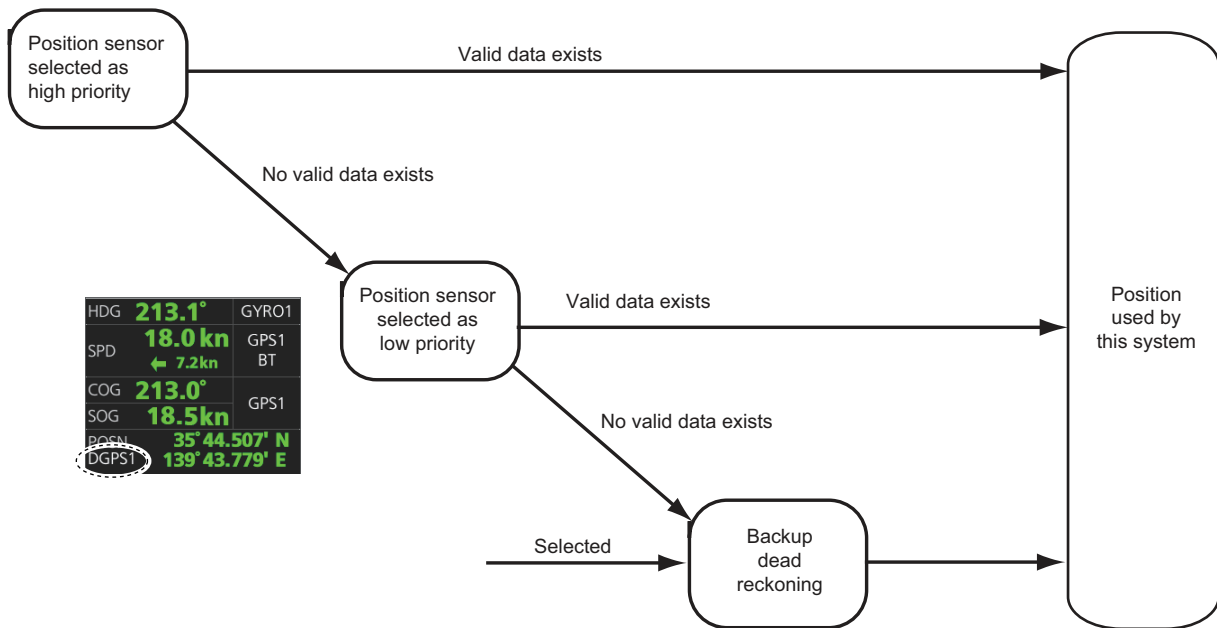 Position sensor
selected as
high priority
Valid data exists
No valid data exists
Position sensor
selected as
low priority
Valid data exists
Position
used by
this system
HDG 213.1° GYRO1
SPD 18.0 kn GPS1
← 7.2kn BT
COG 213.0° GPS1
SOG 18.5kn
POSN 35°44.507' N
DGPS1 139°43.779' E
No valid data exists
Selected
Backup
dead
reckoning